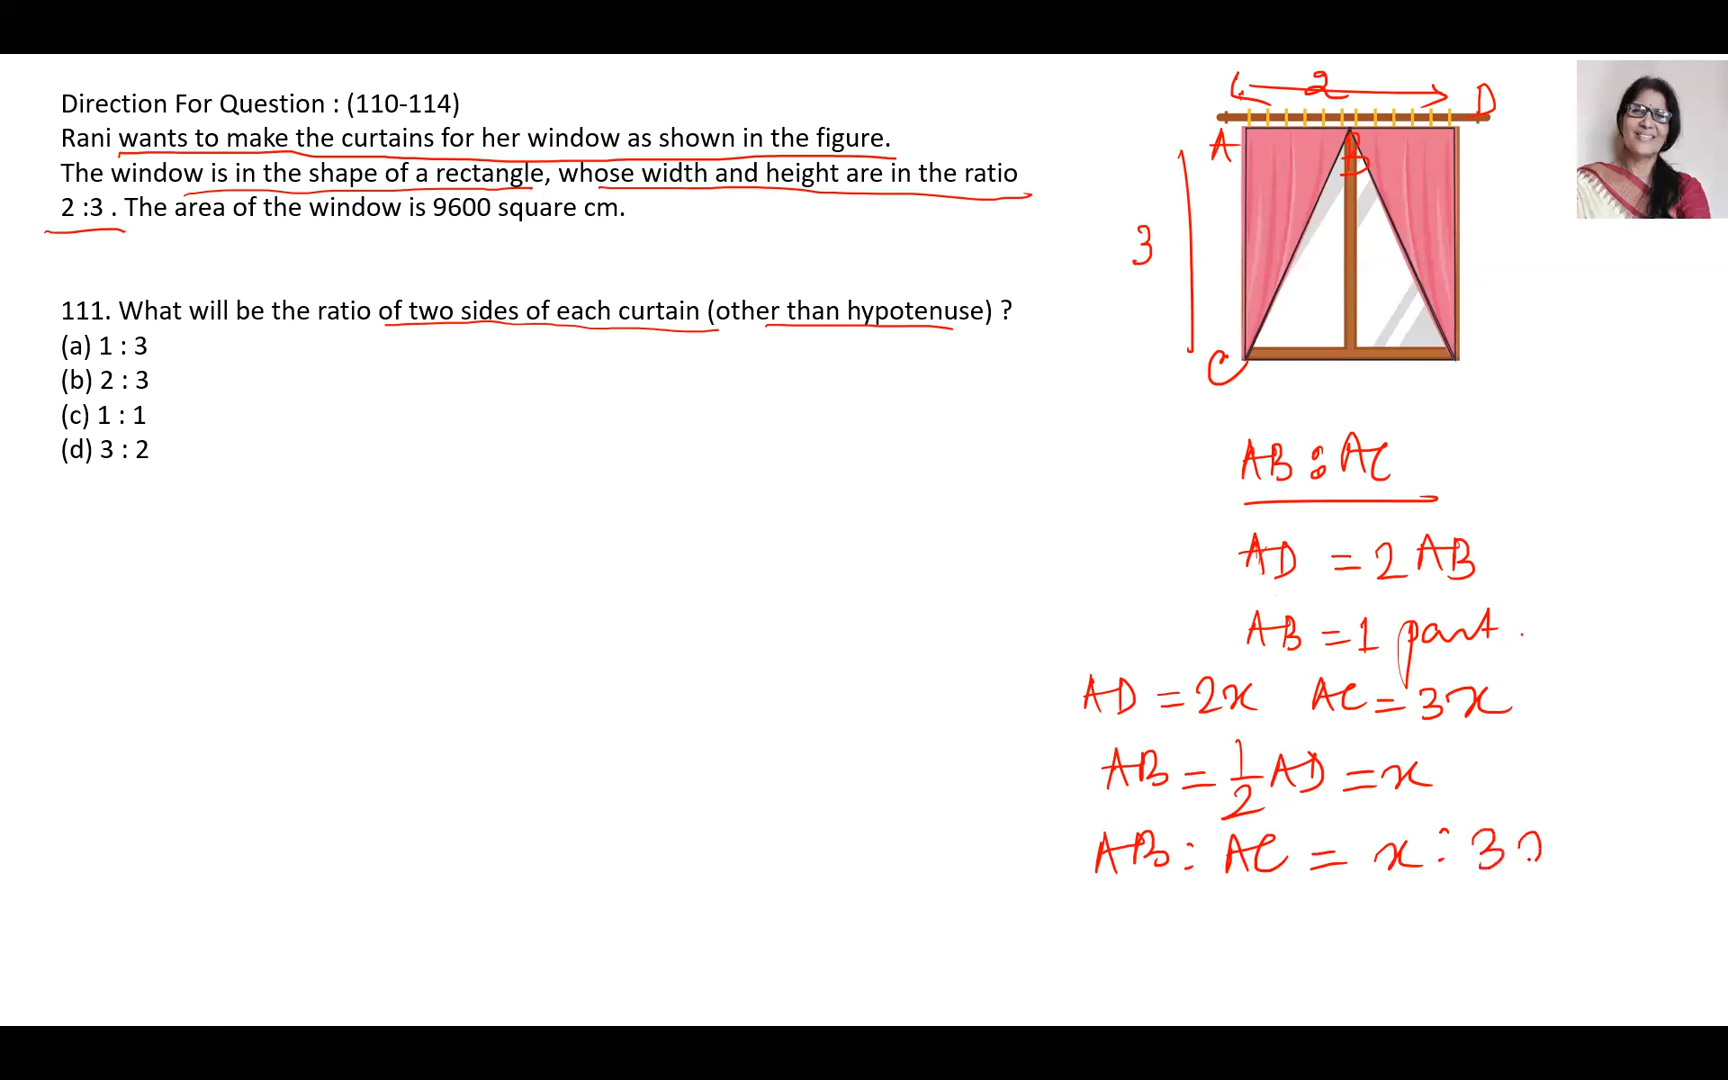 Direction For Question : (110-114)
Rani wants to make the curtains for her window as shown in the figure.
The window is in the shape of a rectangle, whose width and height are in the ratio
2 :3 . The area of the window is 9600 square cm.
111. What will be the ratio of two sides of each curtain (other than hypotenuse) ?
(a) 1 : 3
(b) 2 : 3
(c) 1 : 1
(d) 3 : 2
2
D
A
B
3
C
AB : AC
AD = 2 AB
AB = 1 part .
AD = 2x AC = 3x
AB = 1/2 AD = x
AB : AC = x : 3